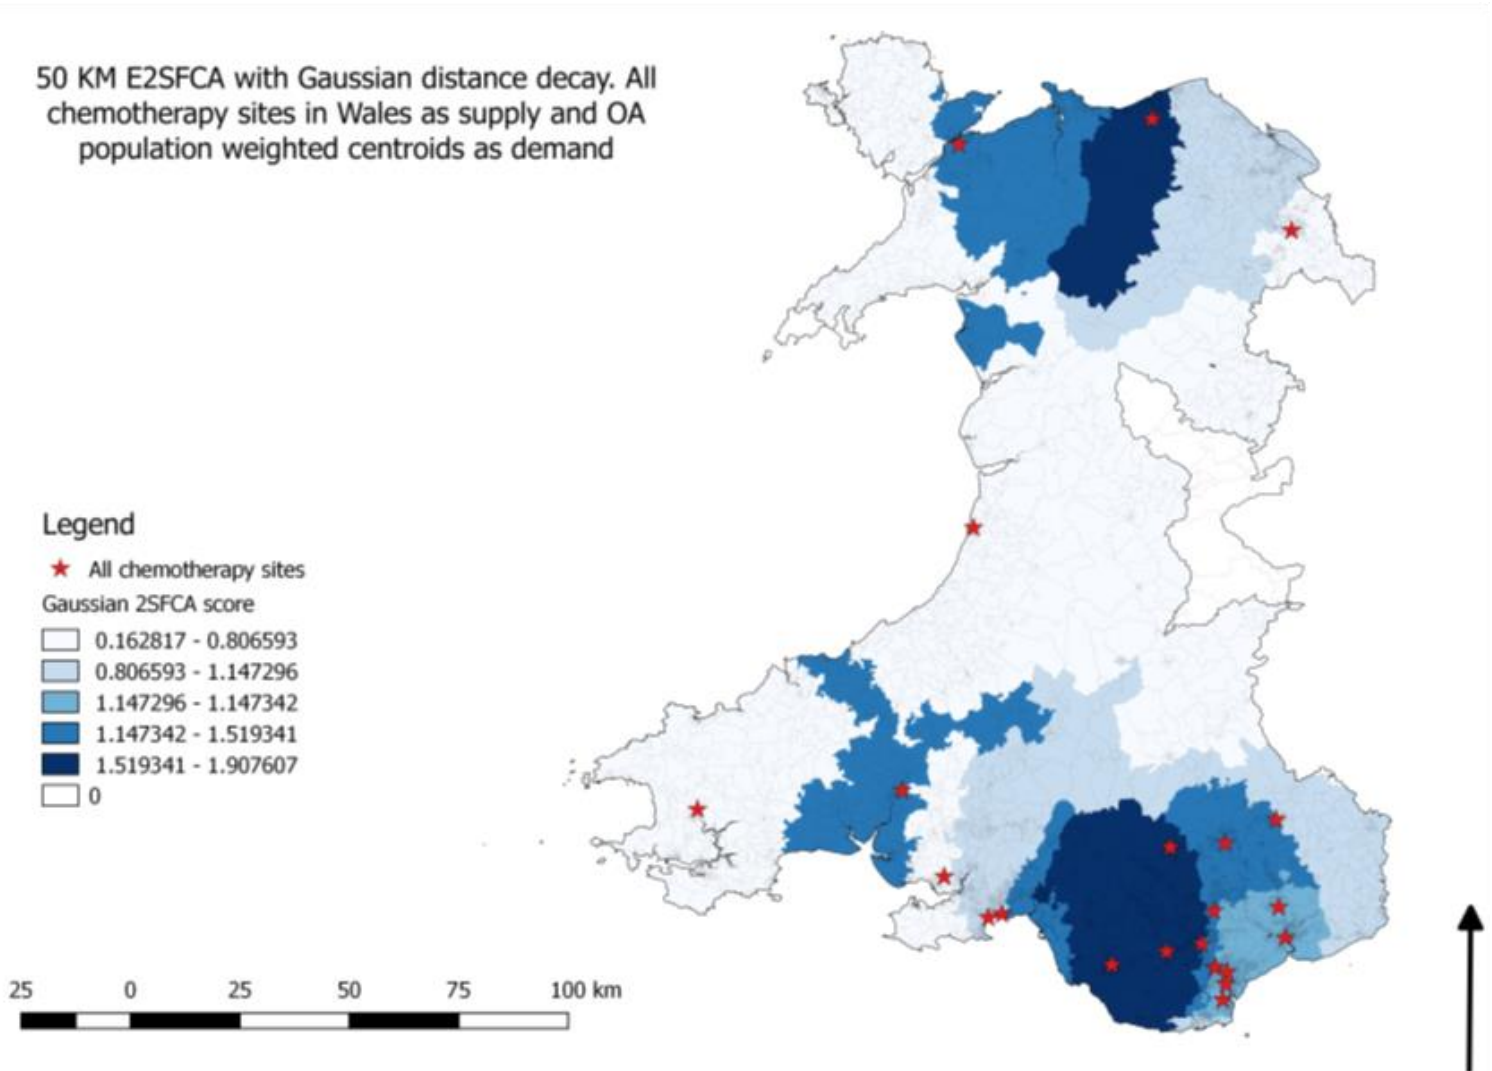 50 KM E2SFCA with Gaussian distance decay. All
chemotherapy sites in Wales as supply and OA
population weighted centroids as demand
Legend
All chemotherapy sites
Gaussian 2SFCA score
0.162817 - 0.806593
0.806593 - 1.147296
1.147296 - 1.147342
1.147342 - 1.519341
1.519341 - 1.907607
0
25 0 25 50 75 100 km